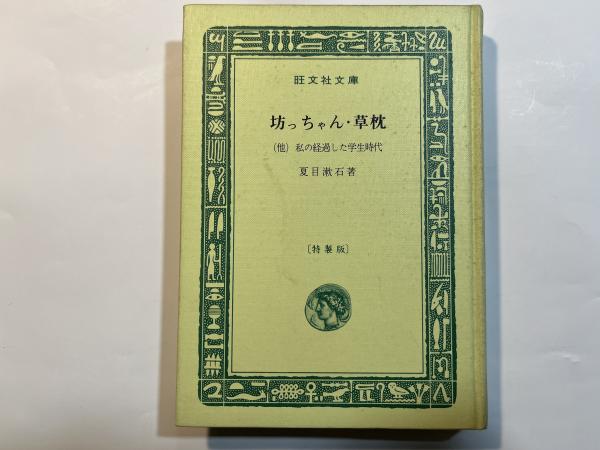 旺文社文庫
坊っちゃん・草枕
(他) 私の経過した学生時代
夏目漱石著
〔特製版〕